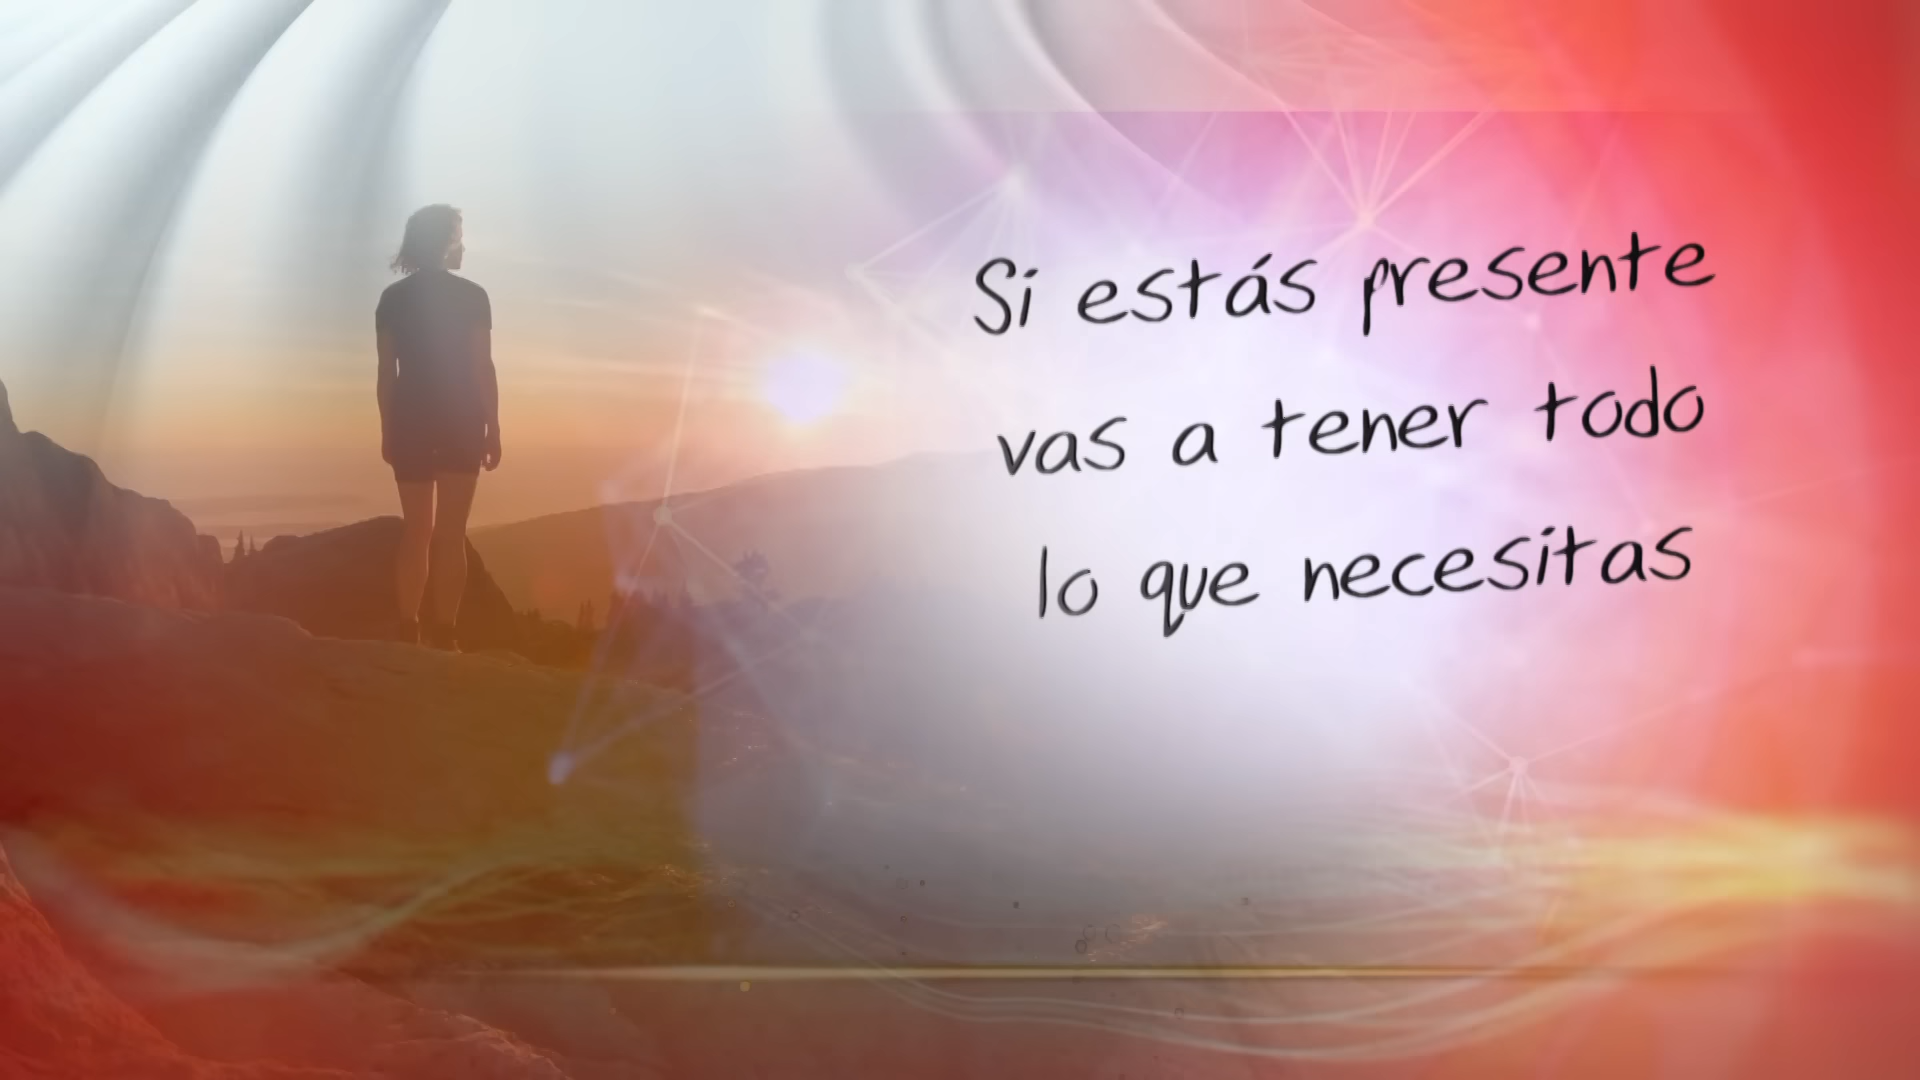 Si estás presente
vas a tener todo
lo que necesitas